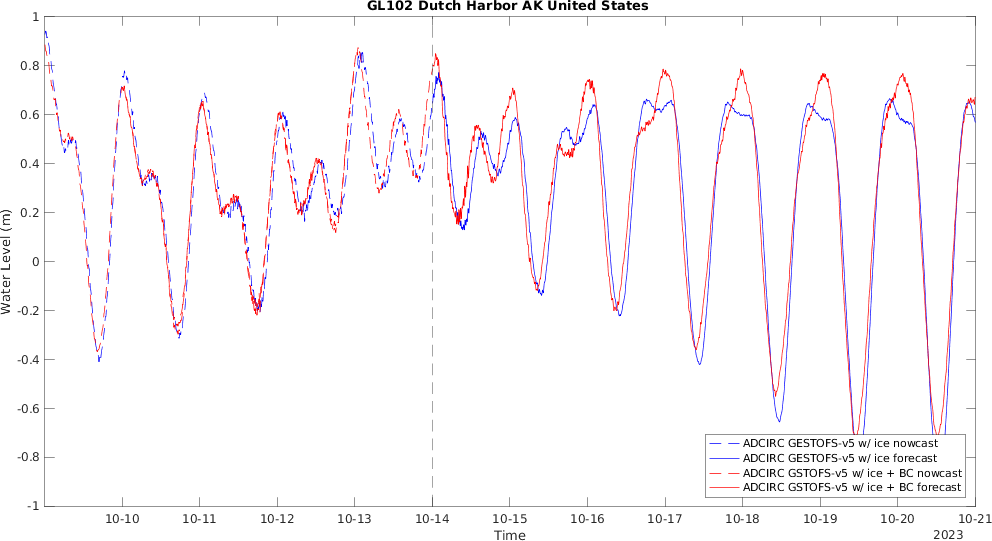 GL102 Dutch Harbor AK United States
1
0.8
0.6
0.4
0.2
0
-0.2
-0.4
-0.6
-0.8
-1
Water Level (m)
ADCIRC GESTOFS-v5 w/ ice nowcast
ADCIRC GESTOFS-v5 w/ ice forecast
ADCIRC GSTOFS-v5 w/ ice + BC nowcast
ADCIRC GSTOFS-v5 w/ ice + BC forecast
10-10 10-11 10-12 10-13 10-14 10-15 10-16 10-17 10-18 10-19 10-20 10-21
Time
2023